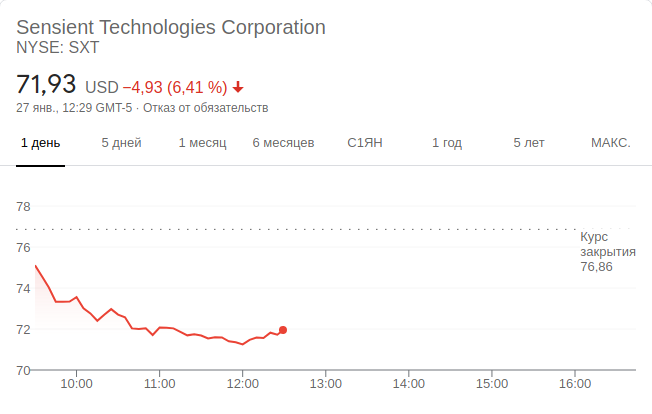 Sensient Technologies Corporation
NYSE: SXT
71,93 USD −4,93 (6,41 %)
27 янв., 12:29 GMT-5 · Отказ от обязательств
1 день 5 дней 1 месяц 6 месяцев С1ЯН 1 год 5 лет МАКС.
78
76
74
72
70
Курс
закрытия
76,86
10:00 11:00 12:00 13:00 14:00 15:00 16:00